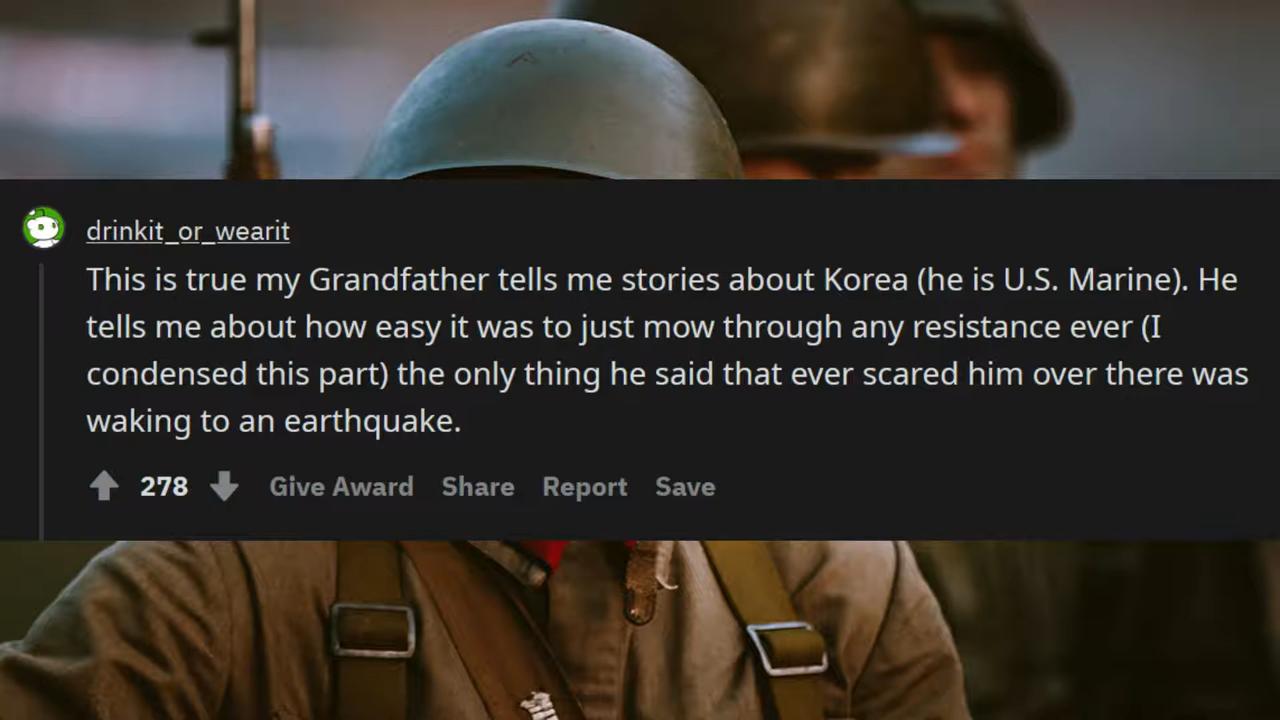 drinkit_or_wearit
This is true my Grandfather tells me stories about Korea (he is U.S. Marine). He
tells me about how easy it was to just mow through any resistance ever (I
condensed this part) the only thing he said that ever scared him over there was
waking to an earthquake.
278 Give Award Share Report Save